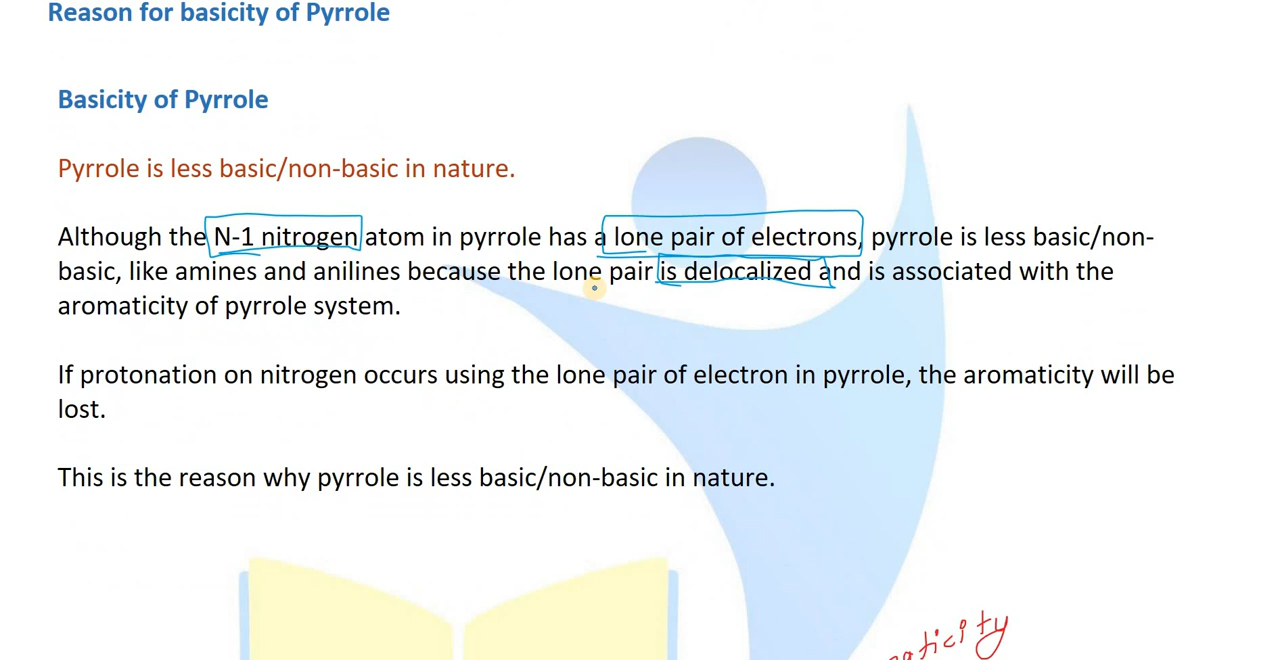 Reason for basicity of Pyrrole
Basicity of Pyrrole
Pyrrole is less basic/non-basic in nature.
Although the N-1 nitrogen atom in pyrrole has a lone pair of electrons, pyrrole is less basic/non-
basic, like amines and anilines because the lone pair is delocalized and is associated with the
aromaticity of pyrrole system.
If protonation on nitrogen occurs using the lone pair of electron in pyrrole, the aromaticity will be
lost.
This is the reason why pyrrole is less basic/non-basic in nature.